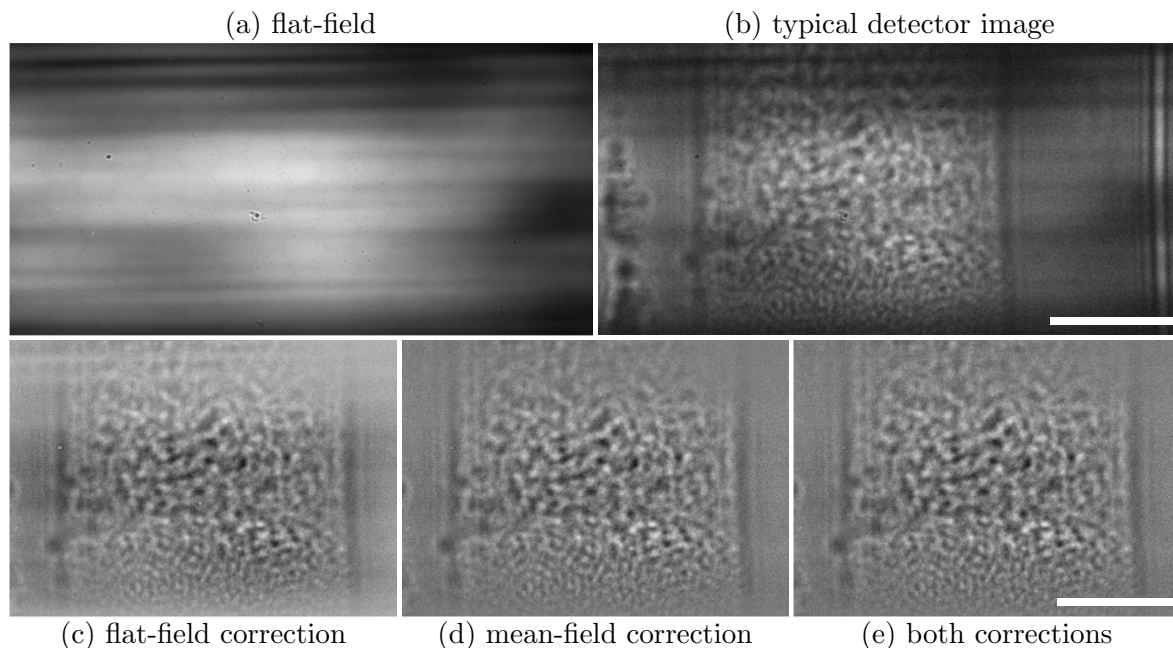 (a) flat-field
(b) typical detector image
(c) flat-field correction
(d) mean-field correction
(e) both corrections